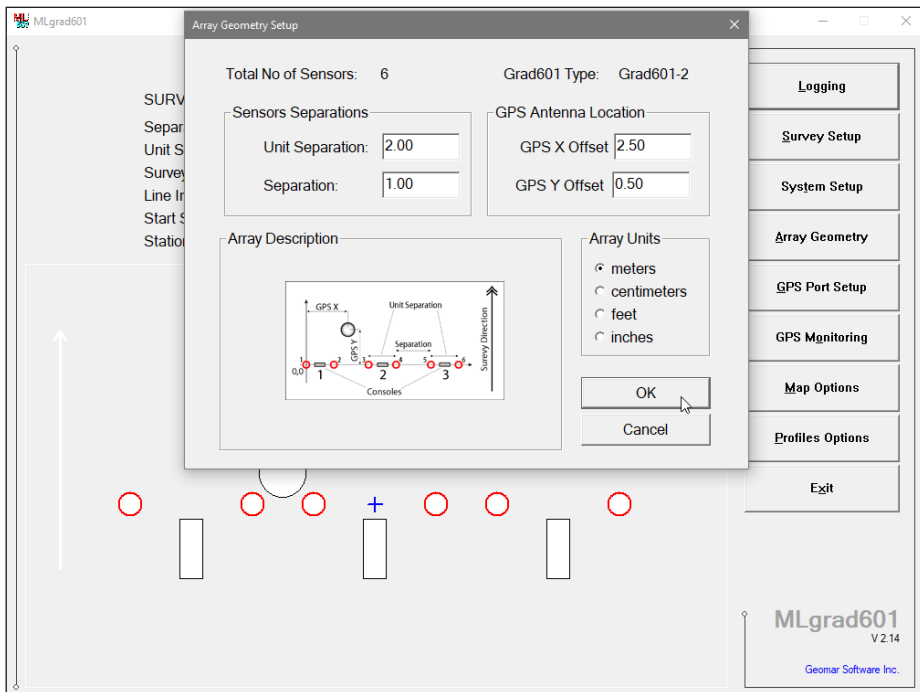 MLgrad601
Array Geometry Setup
Total No of Sensors: 6
Grad601 Type: Grad601-2
Sensors Separations
Unit Separation: 2.00
Separation: 1.00
GPS Antenna Location
GPS X Offset 2.50
GPS Y Offset 0.50
Array Description
GPS X
Unit Separation
GPS Y
Separation
Surevy Direction
1 2 3 4 5 6
0,0
1 2 3
Consoles
Array Units
meters
centimeters
feet
inches
OK
Cancel
SURV
Separ
Unit S
Survey
Line In
Start S
Station
Logging
Survey Setup
System Setup
Array Geometry
GPS Port Setup
GPS Monitoring
Map Options
Profiles Options
Exit
MLgrad601
V 2.14
Geomar Software Inc.